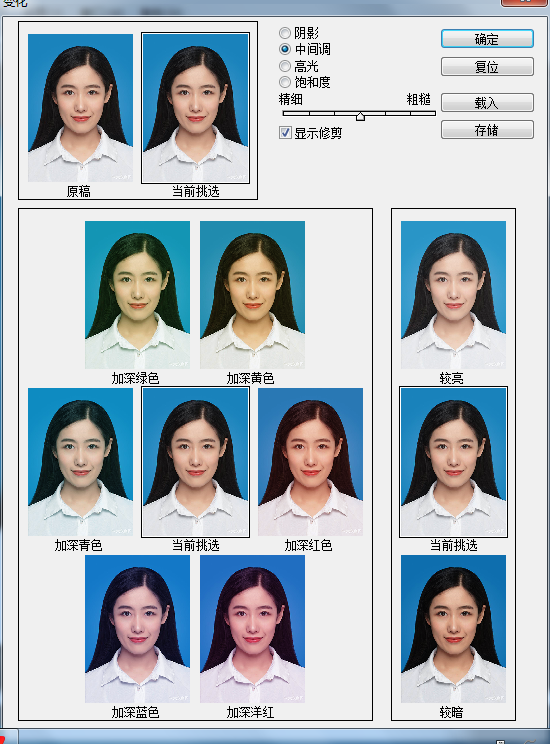 变化
阴影
中间调
高光
饱和度
精细 粗糙
显示修剪
确定
复位
载入
存储
原稿 当前挑选
加深绿色 加深黄色 较亮
加深青色 当前挑选 加深红色 当前挑选
加深蓝色 加深洋红 较暗